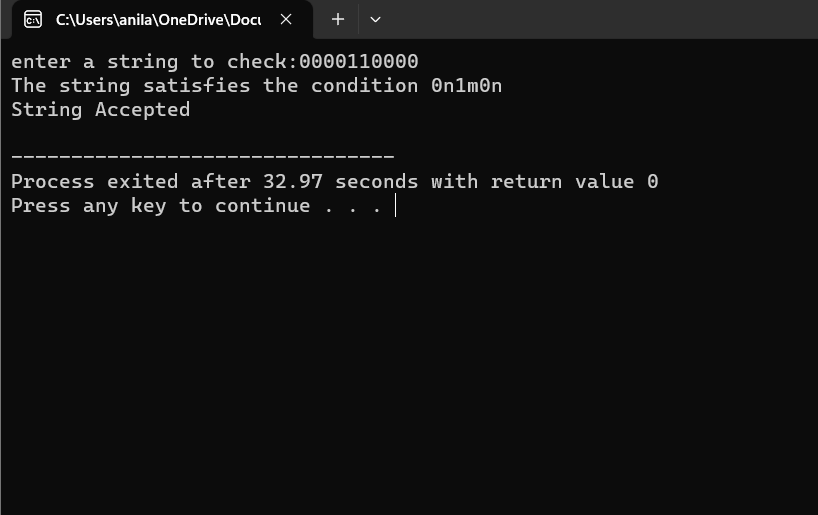 C:\Users\anila\OneDrive\Docu
enter a string to check:0000110000
The string satisfies the condition 0n1m0n
String Accepted
--------------------------------
Process exited after 32.97 seconds with return value 0
Press any key to continue . . .